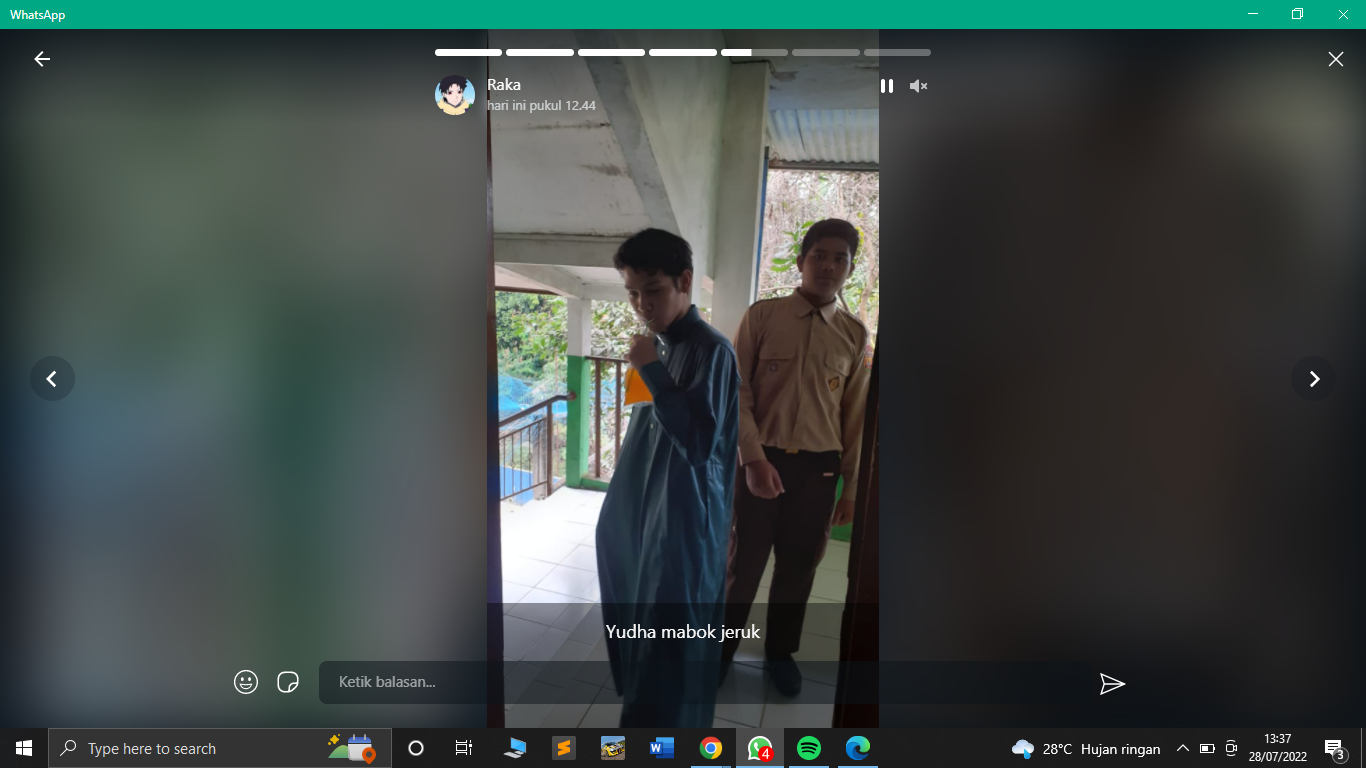 WhatsApp
Raka
hari ini pukul 12.44
Yudha mabok jeruk
Ketik balasan...
Type here to search
4
28°C Hujan ringan
13:37
28/07/2022
3